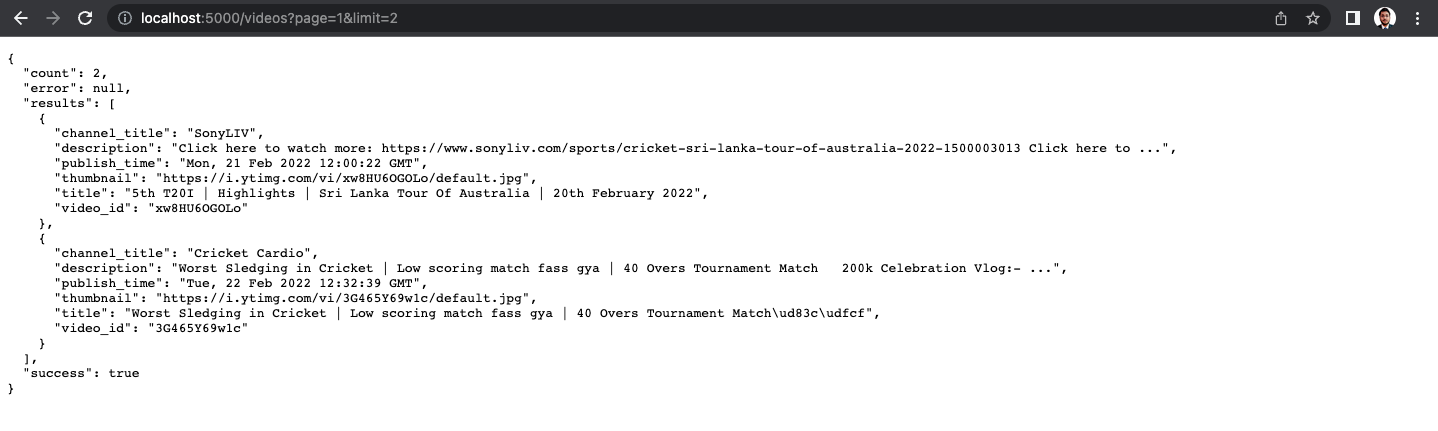 localhost:5000/videos?page=1&limit=2
{
  "count": 2,
  "error": null,
  "results": [
    {
      "channel_title": "SonyLIV",
      "description": "Click here to watch more: https://www.sonyliv.com/sports/cricket-sri-lanka-tour-of-australia-2022-1500003013 Click here to ...",
      "publish_time": "Mon, 21 Feb 2022 12:00:22 GMT",
      "thumbnail": "https://i.ytimg.com/vi/xw8HU6OGOLo/default.jpg",
      "title": "5th T20I | Highlights | Sri Lanka Tour Of Australia | 20th February 2022",
      "video_id": "xw8HU6OGOLo"
    },
    {
      "channel_title": "Cricket Cardio",
      "description": "Worst Sledging in Cricket | Low scoring match fass gya | 40 Overs Tournament Match   200k Celebration Vlog:- ...",
      "publish_time": "Tue, 22 Feb 2022 12:32:39 GMT",
      "thumbnail": "https://i.ytimg.com/vi/3G465Y69w1c/default.jpg",
      "title": "Worst Sledging in Cricket | Low scoring match fass gya | 40 Overs Tournament Match\ud83c\udfcf",
      "video_id": "3G465Y69w1c"
    }
  ],
  "success": true
}